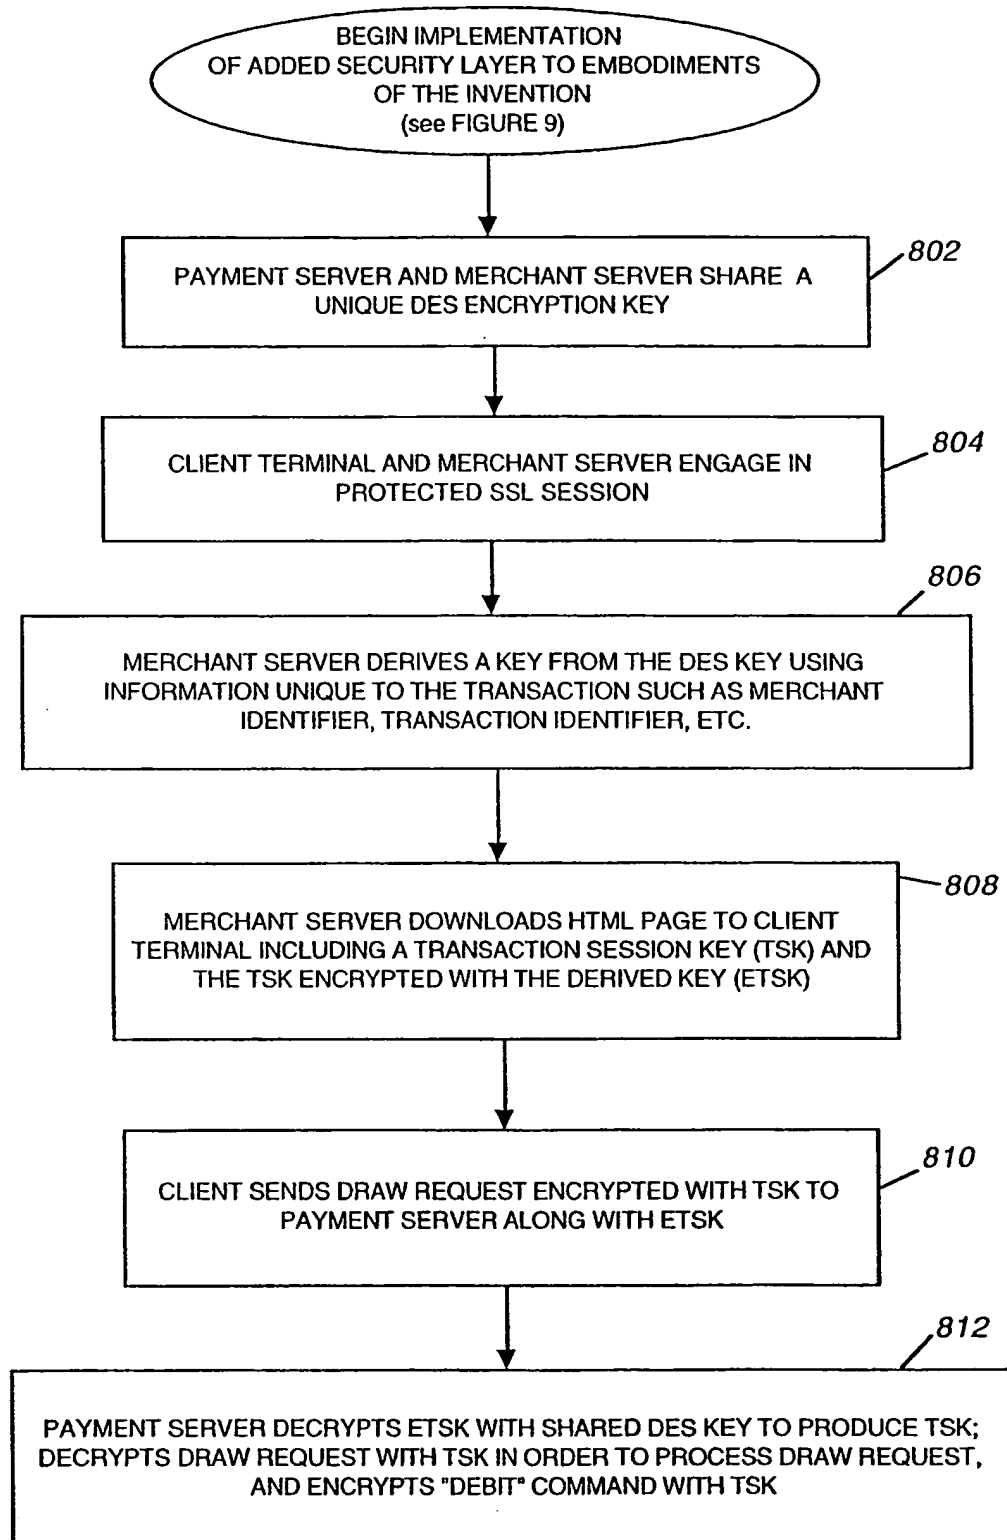 BEGIN IMPLEMENTATION
OF ADDED SECURITY LAYER TO EMBODIMENTS
OF THE INVENTION
(see FIGURE 9)
802
PAYMENT SERVER AND MERCHANT SERVER SHARE A
UNIQUE DES ENCRYPTION KEY
804
CLIENT TERMINAL AND MERCHANT SERVER ENGAGE IN
PROTECTED SSL SESSION
806
MERCHANT SERVER DERIVES A KEY FROM THE DES KEY USING
INFORMATION UNIQUE TO THE TRANSACTION SUCH AS MERCHANT
IDENTIFIER, TRANSACTION IDENTIFIER, ETC.
808
MERCHANT SERVER DOWNLOADS HTML PAGE TO CLIENT
TERMINAL INCLUDING A TRANSACTION SESSION KEY (TSK) AND
THE TSK ENCRYPTED WITH THE DERIVED KEY (ETSK)
810
CLIENT SENDS DRAW REQUEST ENCRYPTED WITH TSK TO
PAYMENT SERVER ALONG WITH ETSK
812
PAYMENT SERVER DECRYPTS ETSK WITH SHARED DES KEY TO PRODUCE TSK;
DECRYPTS DRAW REQUEST WITH TSK IN ORDER TO PROCESS DRAW REQUEST,
AND ENCRYPTS "DEBIT" COMMAND WITH TSK